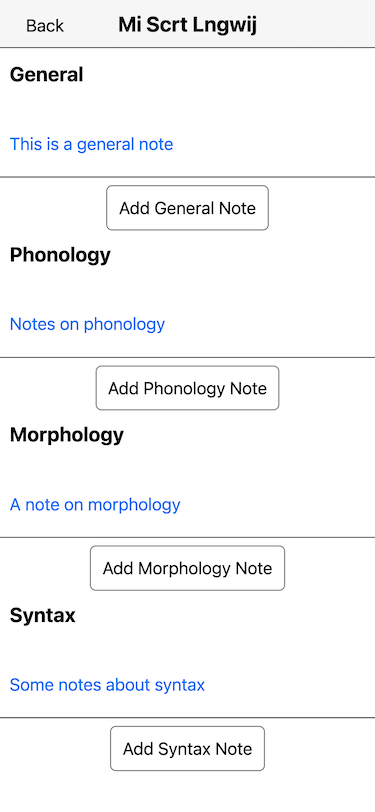 Back
Mi Scrt Lngwij
General
This is a general note
Add General Note
Phonology
Notes on phonology
Add Phonology Note
Morphology
A note on morphology
Add Morphology Note
Syntax
Some notes about syntax
Add Syntax Note